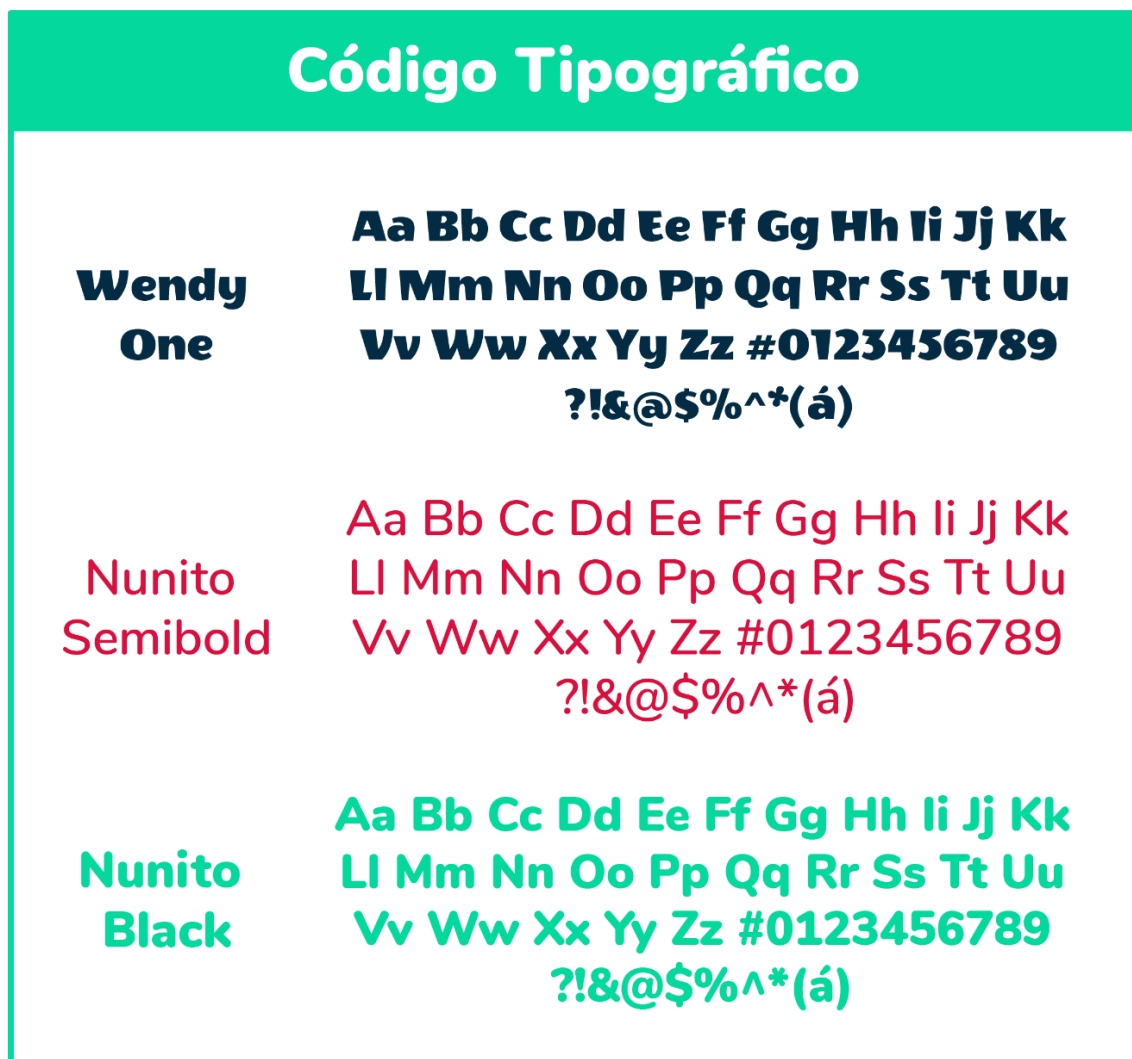 Código Tipográfico
Wendy
One
Aa Bb Cc Dd Ee Ff Gg Hh Ii Jj Kk
Ll Mm Nn Oo Pp Qq Rr Ss Tt Uu
Vv Ww Xx Yy Zz #0123456789
?!&@$%^*(á)
Nunito
Semibold
Aa Bb Cc Dd Ee Ff Gg Hh Ii Jj Kk
Ll Mm Nn Oo Pp Qq Rr Ss Tt Uu
Vv Ww Xx Yy Zz #0123456789
?!&@$%^*(á)
Nunito
Black
Aa Bb Cc Dd Ee Ff Gg Hh Ii Jj Kk
Ll Mm Nn Oo Pp Qq Rr Ss Tt Uu
Vv Ww Xx Yy Zz #0123456789
?!&@$%^*(á)